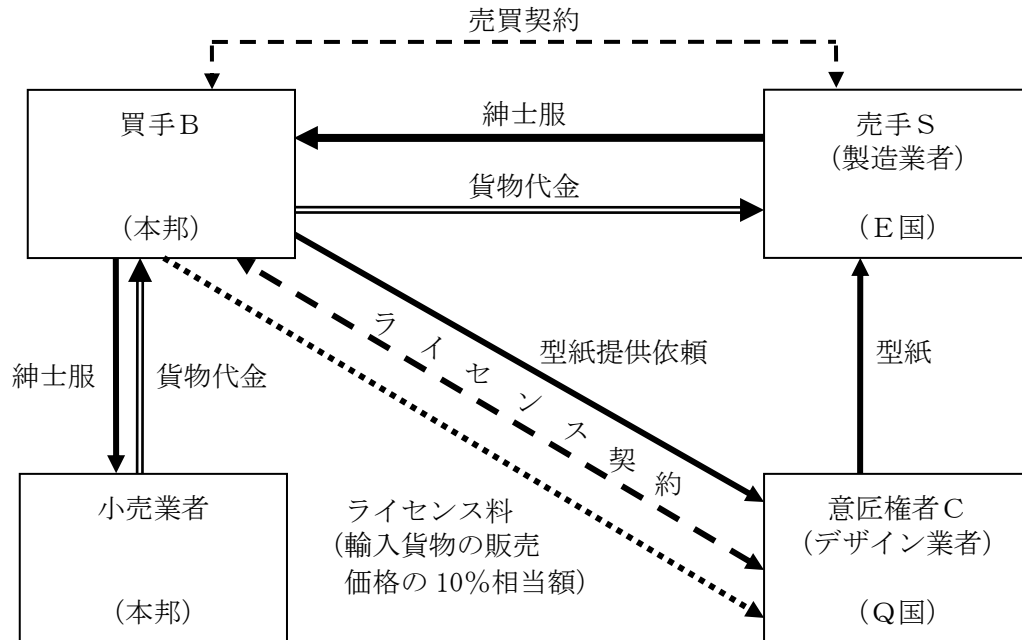 売買契約
買手Ｂ
（本邦）
紳士服
貨物代金
売手Ｓ
（製造業者）
（Ｅ国）
紳士服
貨物代金
ライセンス契約
型紙提供依頼
型紙
小売業者
（本邦）
ライセンス料
（輸入貨物の販売
価格の 10％相当額）
意匠権者Ｃ
（デザイン業者）
（Ｑ国）